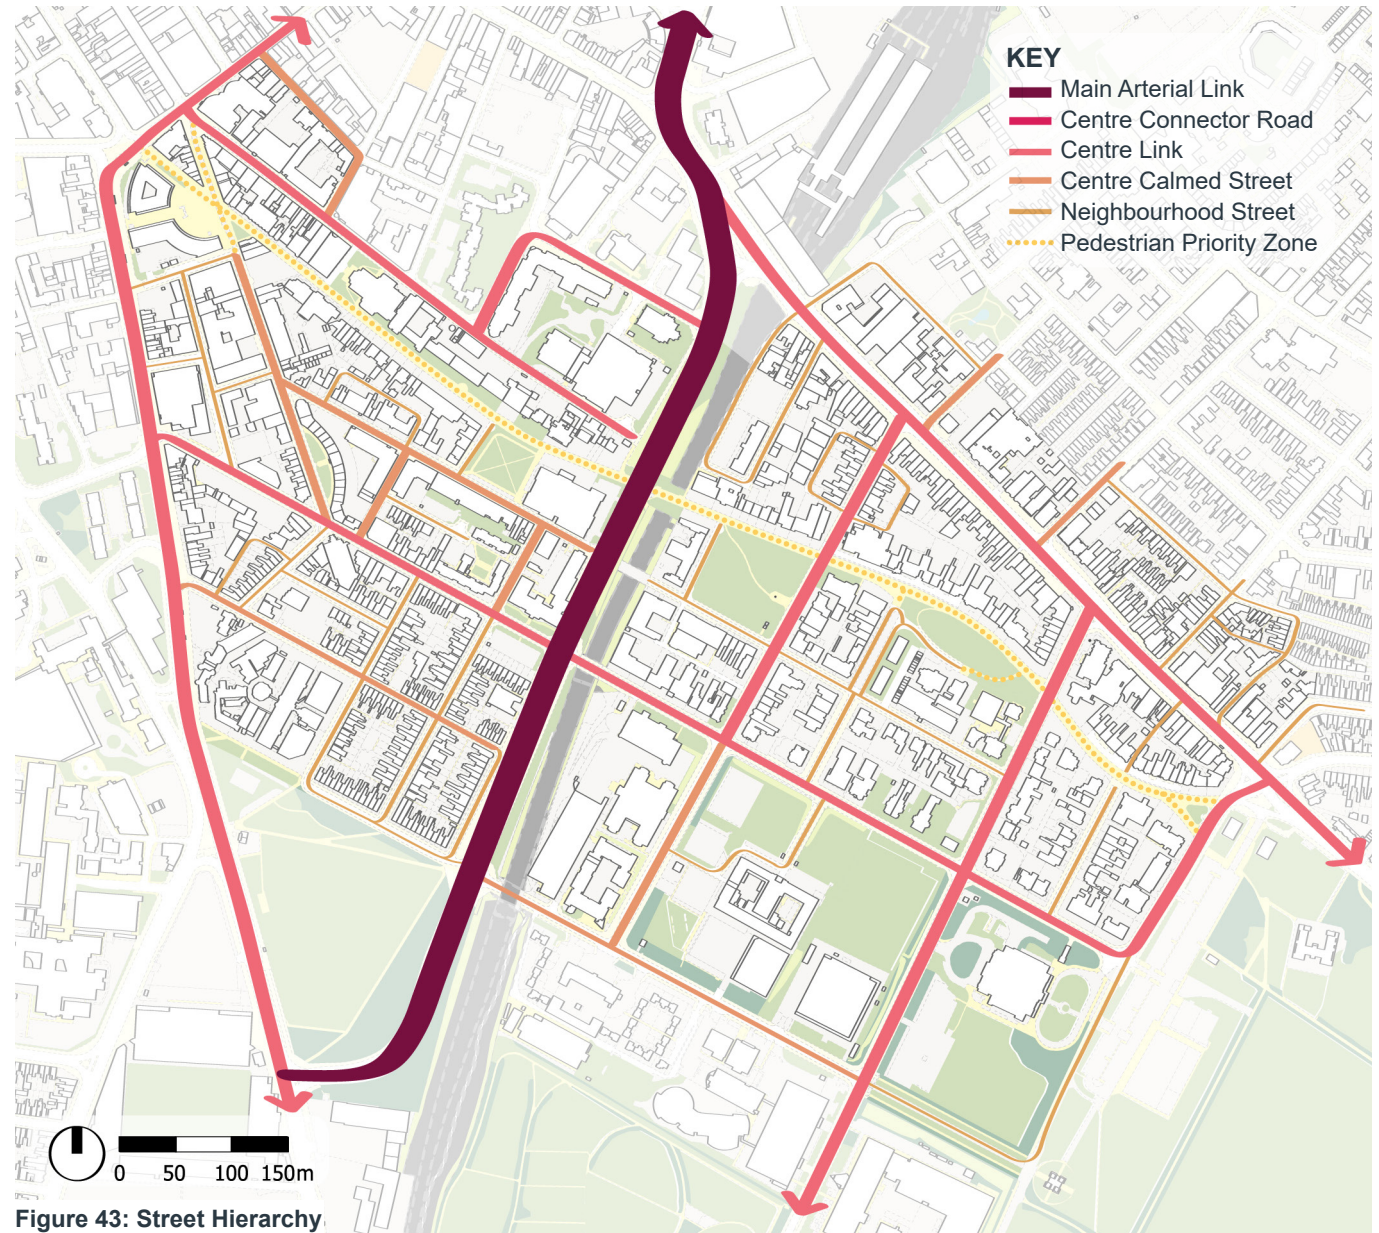 KEY
Main Arterial Link
Centre Connector Road
Centre Link
Centre Calmed Street
Neighbourhood Street
Pedestrian Priority Zone
0 50 100 150m
Figure 43: Street Hierarchy